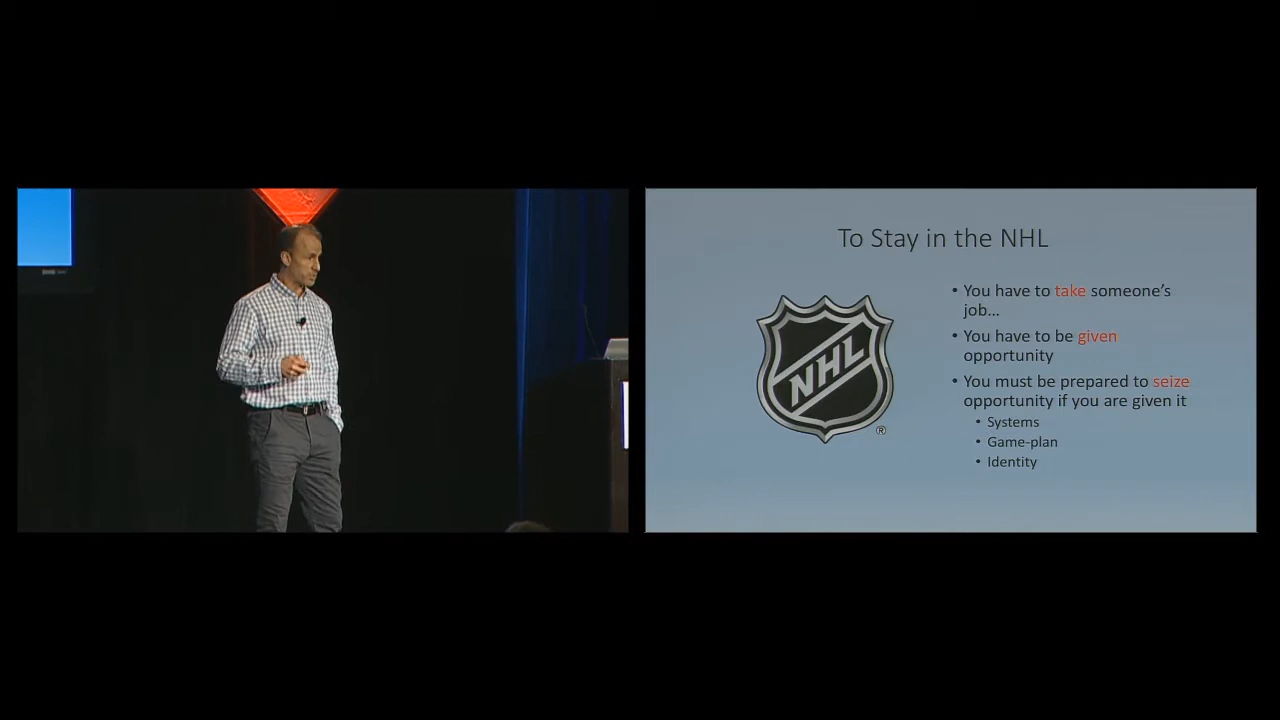 To Stay in the NHL
• You have to take someone's
job...
• You have to be given
opportunity
• You must be prepared to seize
opportunity if you are given it
• Systems
• Game-plan
• Identity
NHL
®